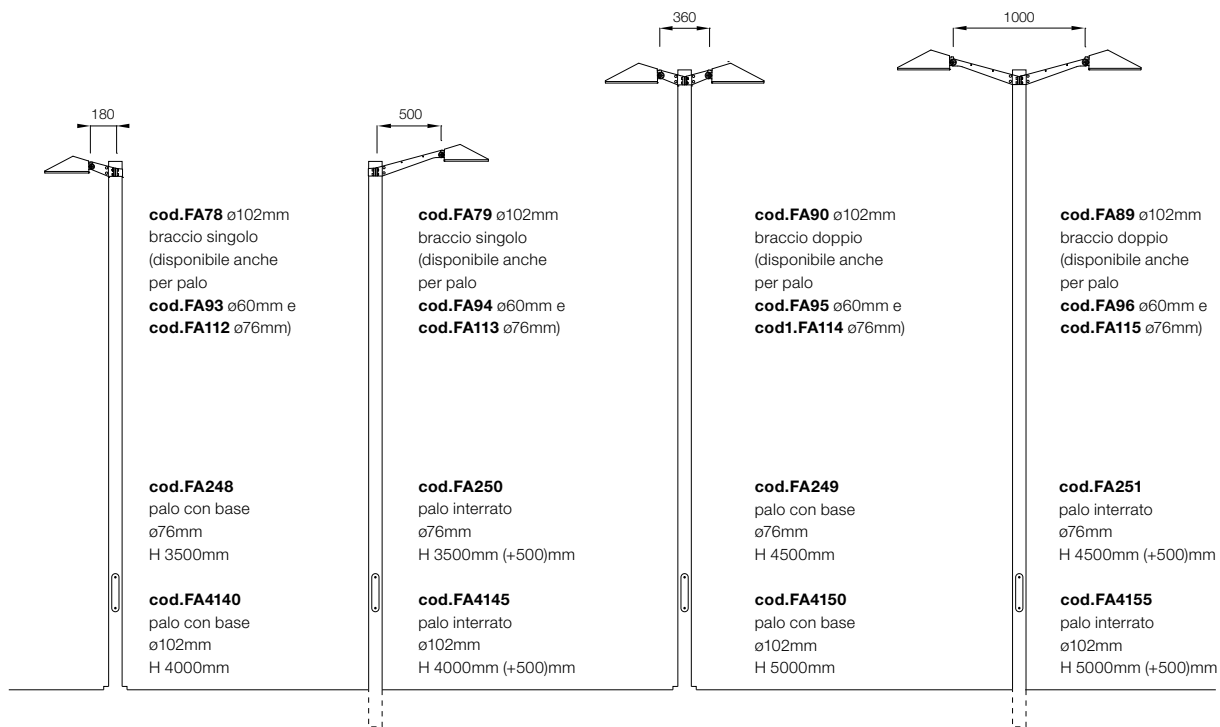 360
1000
180
500
cod.FA78 ø102mm
braccio singolo
(disponibile anche
per palo
cod.FA93 ø60mm e
cod.FA112 ø76mm)
cod.FA79 ø102mm
braccio singolo
(disponibile anche
per palo
cod.FA94 ø60mm e
cod.FA113 ø76mm)
cod.FA90 ø102mm
braccio doppio
(disponibile anche
per palo
cod.FA95 ø60mm e
cod1.FA114 ø76mm)
cod.FA89 ø102mm
braccio doppio
(disponibile anche
per palo
cod.FA96 ø60mm e
cod.FA115 ø76mm)
cod.FA248
palo con base
ø76mm
H 3500mm
cod.FA250
palo interrato
ø76mm
H 3500mm (+500)mm
cod.FA249
palo con base
ø76mm
H 4500mm
cod.FA251
palo interrato
ø76mm
H 4500mm (+500)mm
cod.FA4140
palo con base
ø102mm
H 4000mm
cod.FA4145
palo interrato
ø102mm
H 4000mm (+500)mm
cod.FA4150
palo con base
ø102mm
H 5000mm
cod.FA4155
palo interrato
ø102mm
H 5000mm (+500)mm